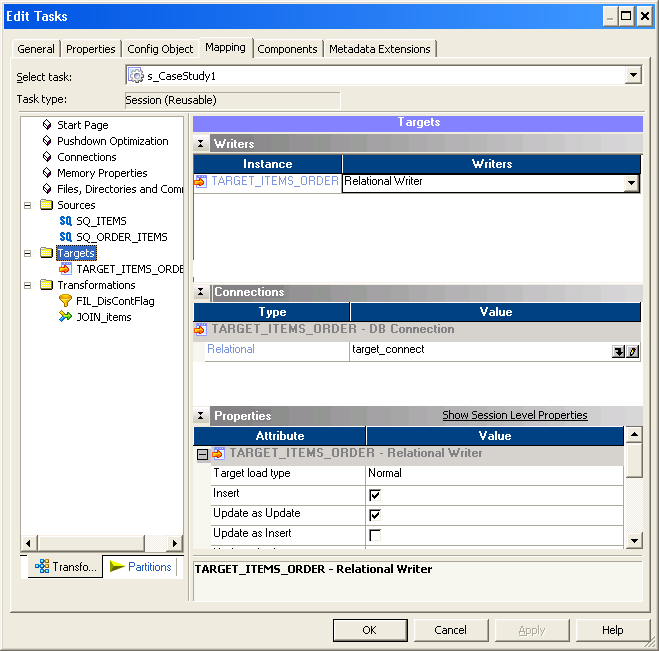 Edit Tasks
General Properties Config Object Mapping Components Metadata Extensions
Select task: s_CaseStudy1
Task type: Session (Reusable)
Start Page
Pushdown Optimization
Connections
Memory Properties
Files, Directories and Com
Sources
SQ SQ_ITEMS
SQ SQ_ORDER_ITEMS
Targets
TARGET_ITEMS_ORDE
Transformations
FIL_DisContFlag
JOIN_items
Transfo... Partitions
Targets
Writers
Instance Writers
TARGET_ITEMS_ORDER Relational Writer
Connections
Type Value
TARGET_ITEMS_ORDER - DB Connection
Relational target_connect
Properties Show Session Level Properties
Attribute Value
TARGET_ITEMS_ORDER - Relational Writer
Target load type Normal
Insert
Update as Update
Update as Insert
TARGET_ITEMS_ORDER - Relational Writer
OK Cancel Apply Help